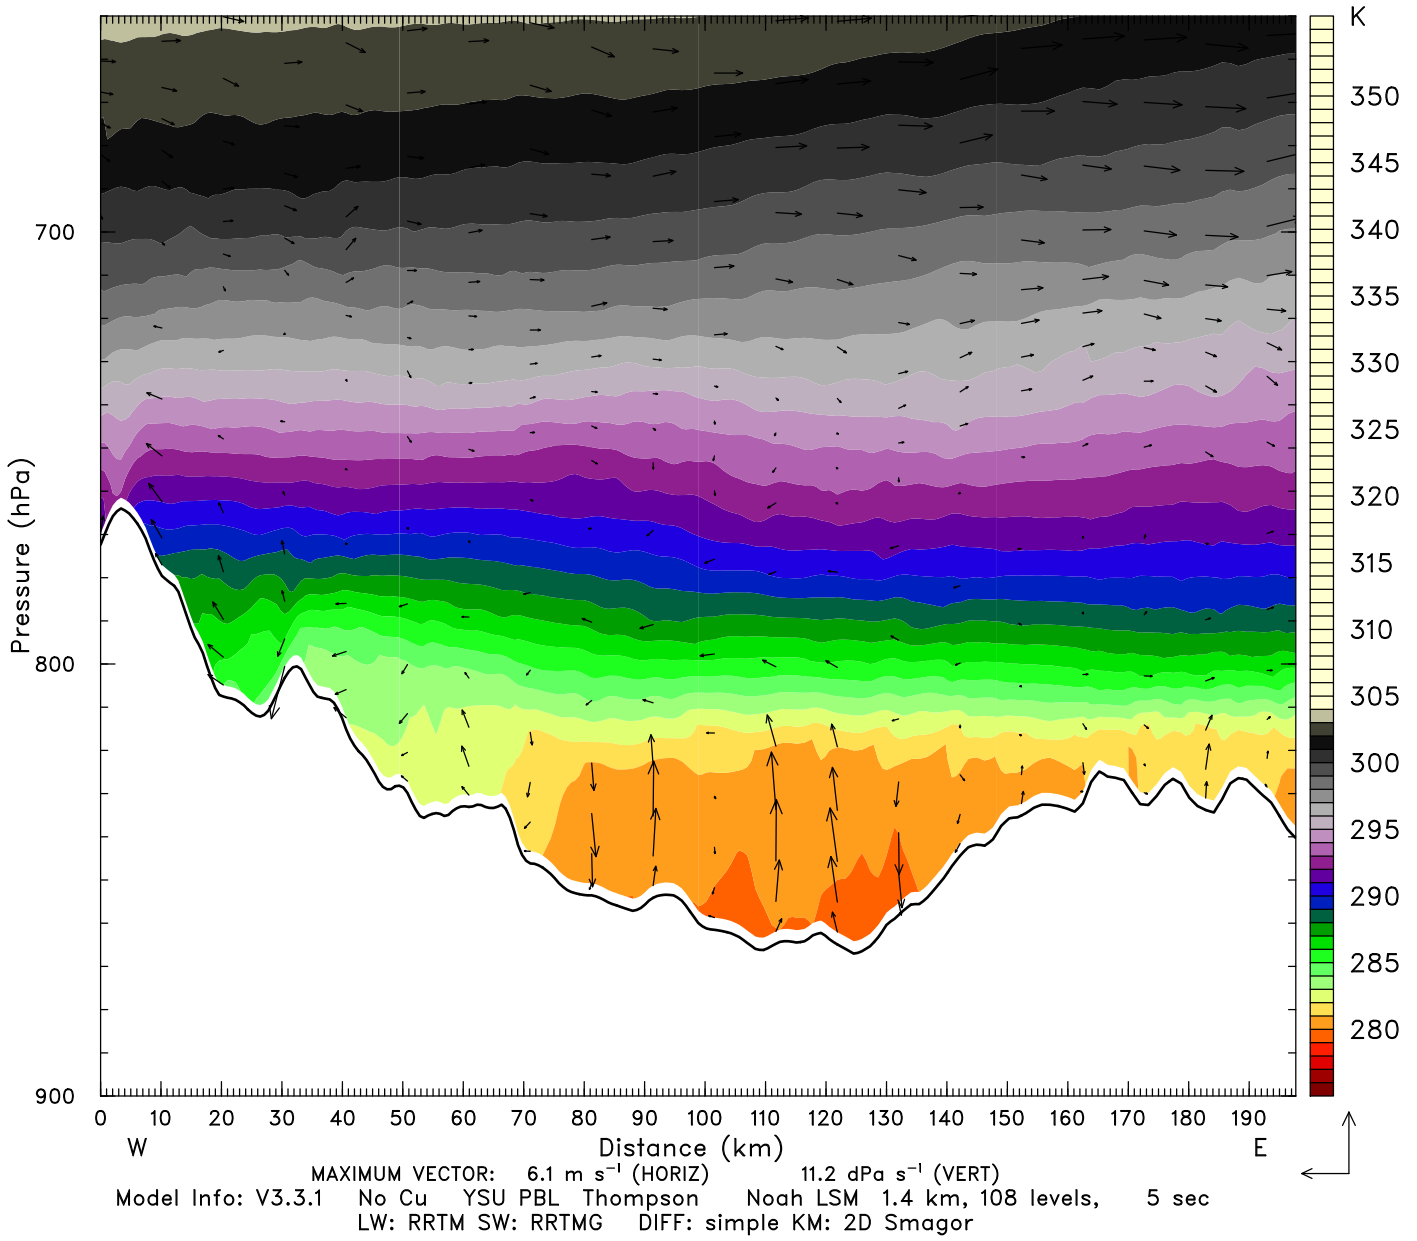 K
350
345
700
340
335
330
325
320
Pressure (hPa)
315
310
800
305
300
295
290
285
280
900
0 10 20 30 40 50 60 70 80 90 100 110 120 130 140 150 160 170 180 190
W Distance (km) E
MAXIMUM VECTOR: 6.1 m s⁻¹ (HORIZ) 11.2 dPa s⁻¹ (VERT)
Model Info: V3.3.1 No Cu YSU PBL Thompson Noah LSM 1.4 km, 108 levels, 5 sec
LW: RRTM SW: RRTMG DIFF: simple KM: 2D Smagor